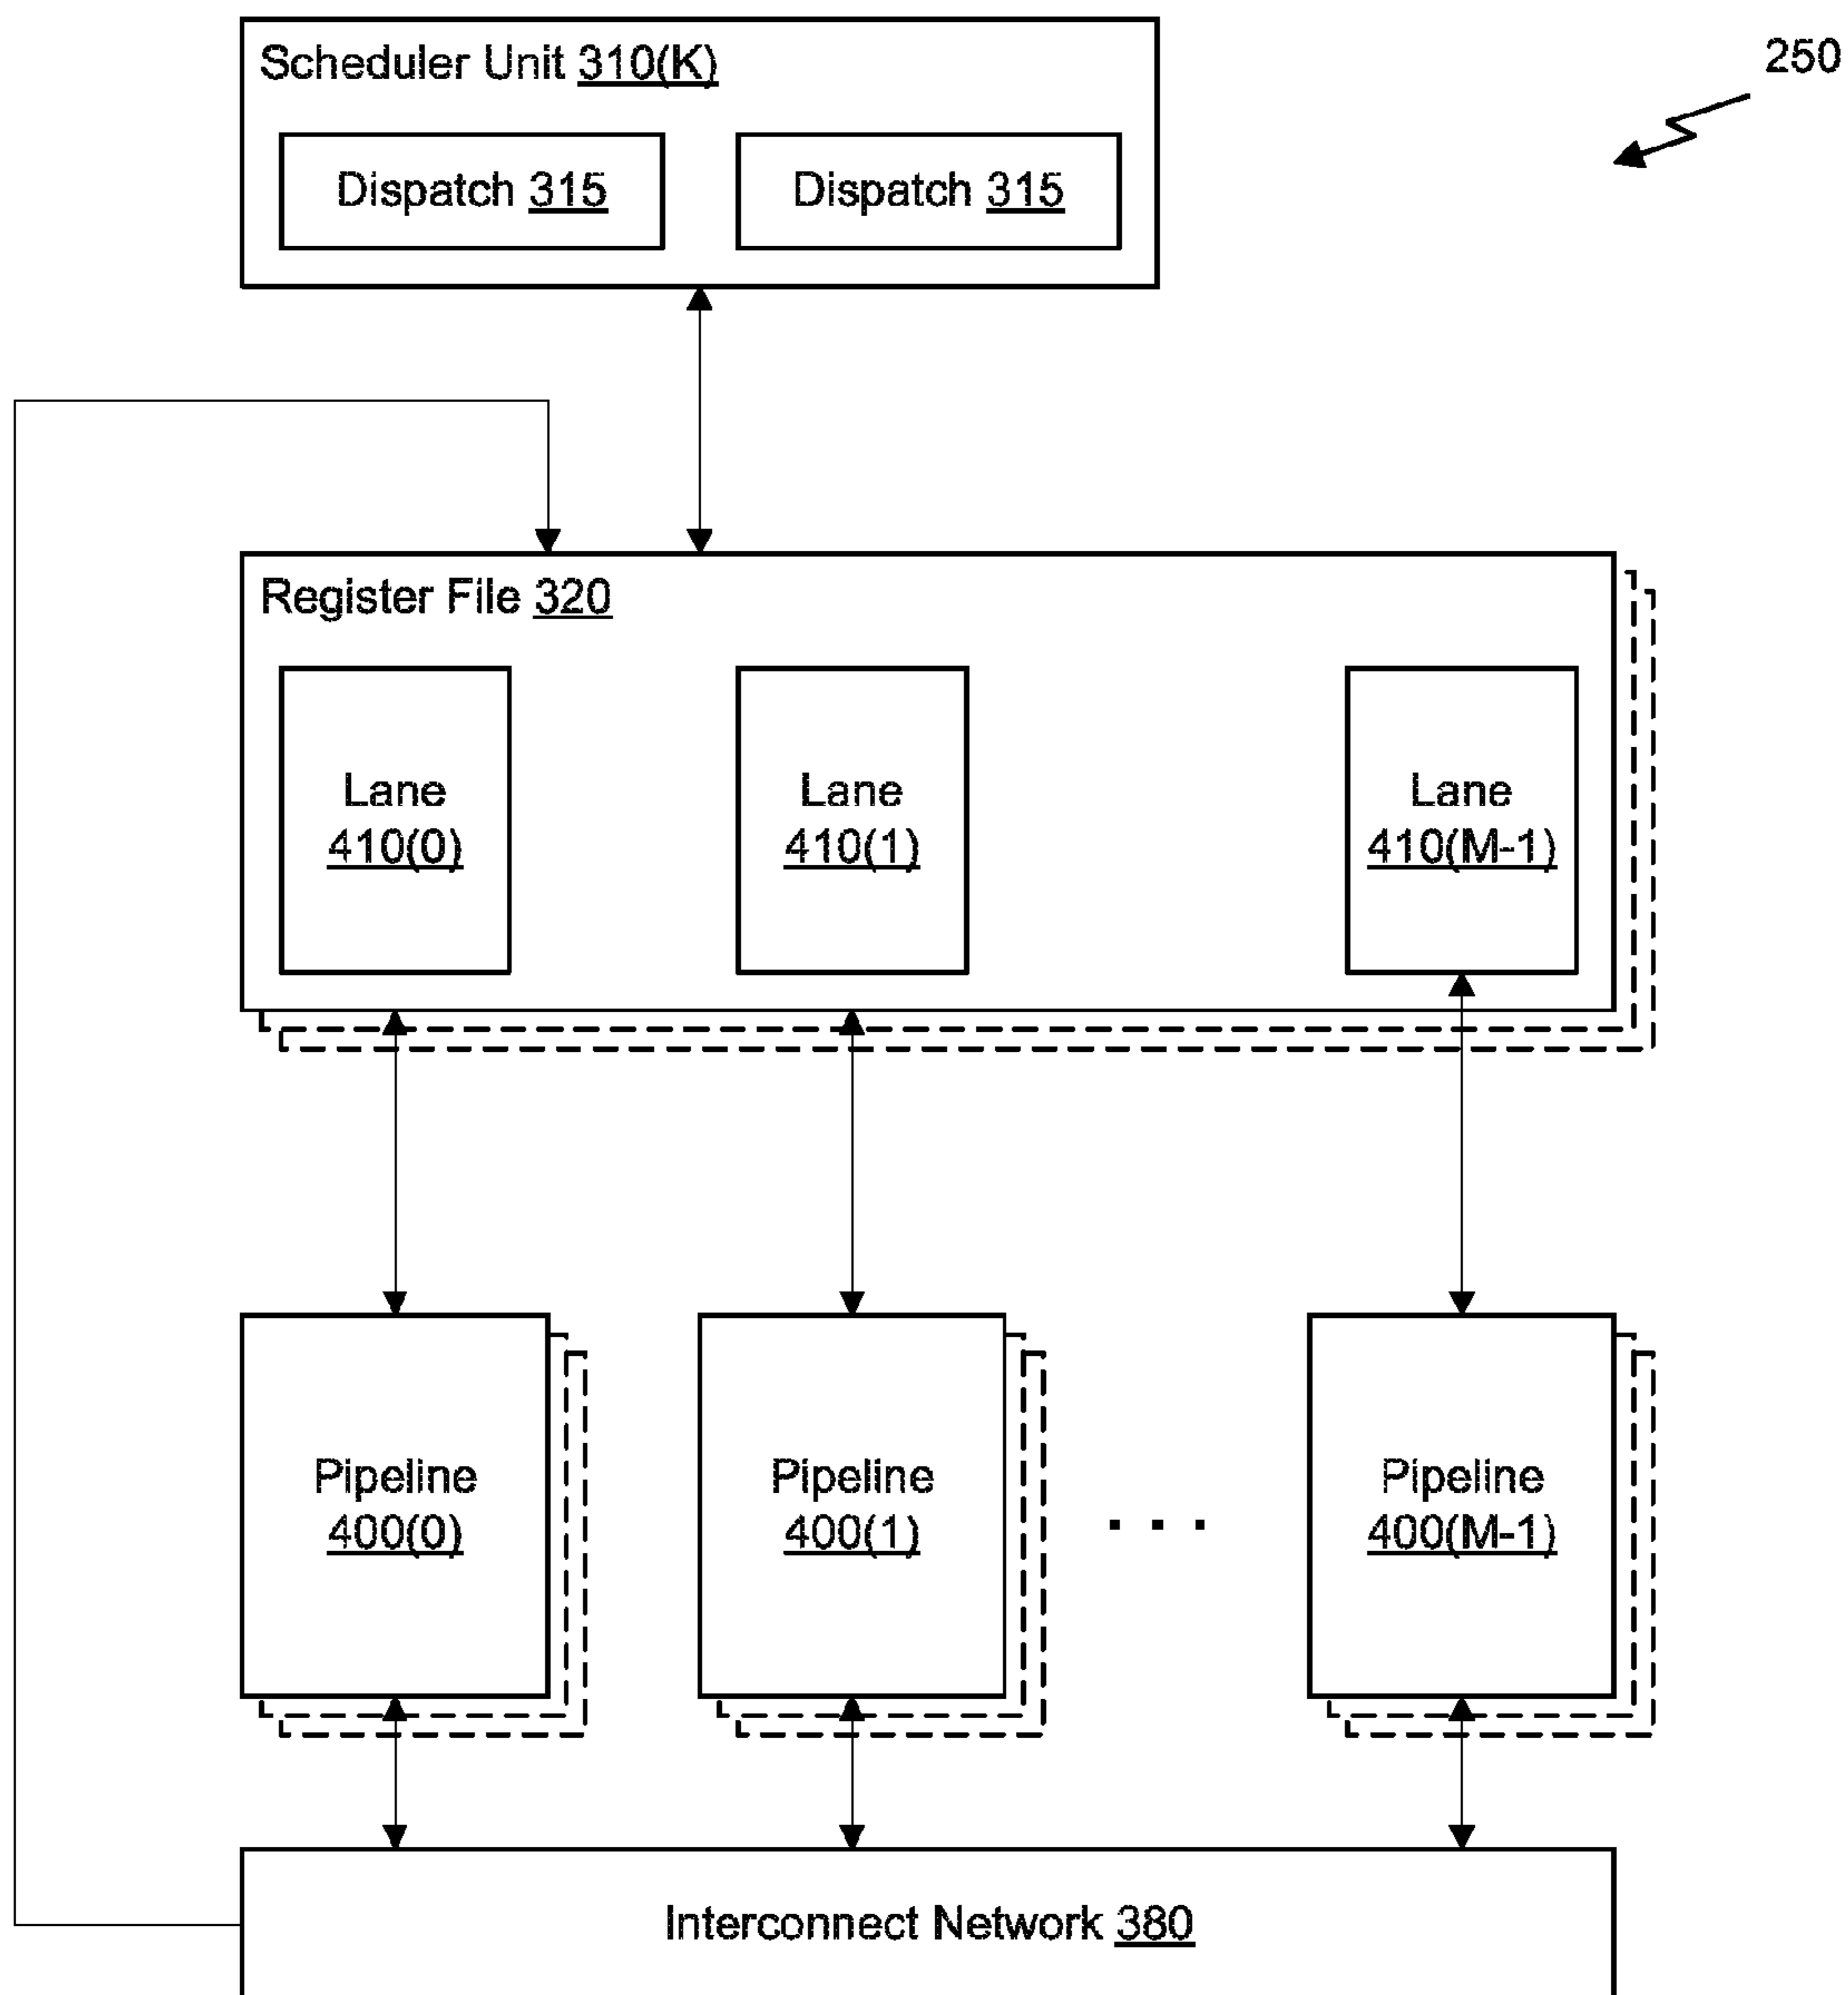 250
Scheduler Unit 310(K)
Dispatch 315
Dispatch 315
Register File 320
Lane
410(0)
Lane
410(1)
Lane
410(M-1)
Pipeline
400(0)
Pipeline
400(1)
. . .
Pipeline
400(M-1)
Interconnect Network 380